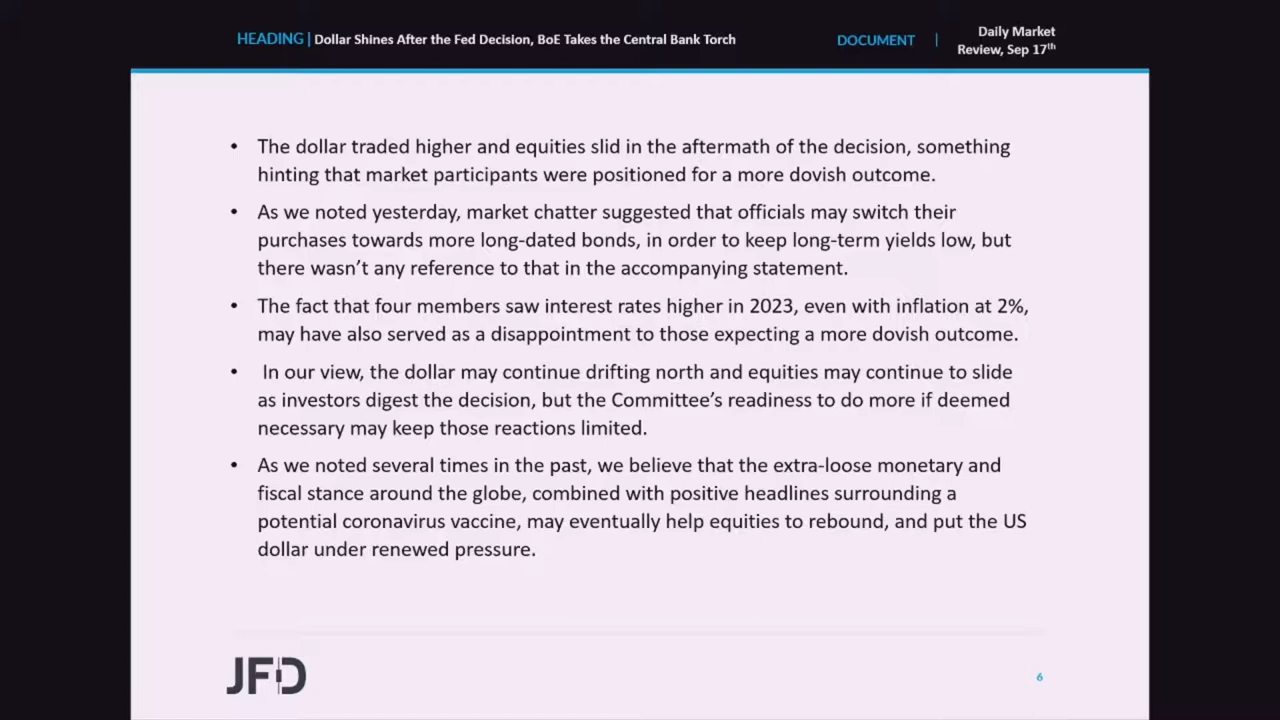 HEADING | Dollar Shines After the Fed Decision, BoE Takes the Central Bank Torch
DOCUMENT | Daily Market
Review, Sep 17th
• The dollar traded higher and equities slid in the aftermath of the decision, something
hinting that market participants were positioned for a more dovish outcome.
• As we noted yesterday, market chatter suggested that officials may switch their
purchases towards more long-dated bonds, in order to keep long-term yields low, but
there wasn't any reference to that in the accompanying statement.
• The fact that four members saw interest rates higher in 2023, even with inflation at 2%,
may have also served as a disappointment to those expecting a more dovish outcome.
• In our view, the dollar may continue drifting north and equities may continue to slide
as investors digest the decision, but the Committee's readiness to do more if deemed
necessary may keep those reactions limited.
• As we noted several times in the past, we believe that the extra-loose monetary and
fiscal stance around the globe, combined with positive headlines surrounding a
potential coronavirus vaccine, may eventually help equities to rebound, and put the US
dollar under renewed pressure.
JFD
6